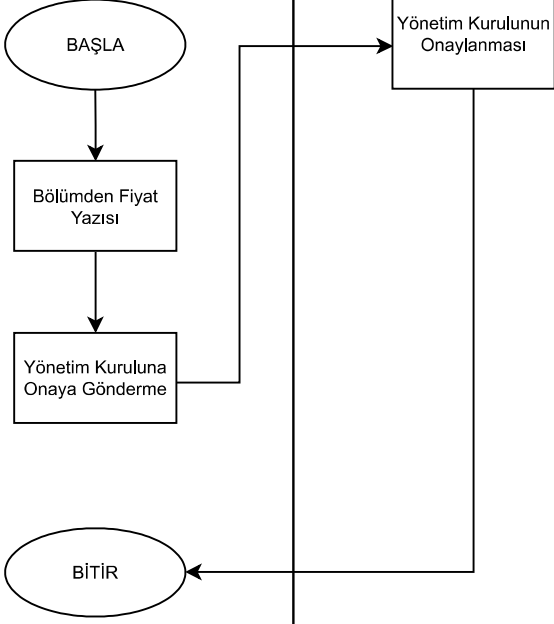 BAŞLA
Bölümden Fiyat
Yazısı
Yönetim Kuruluna
Onaya Gönderme
Yönetim Kurulunun
Onaylanması
BİTİR